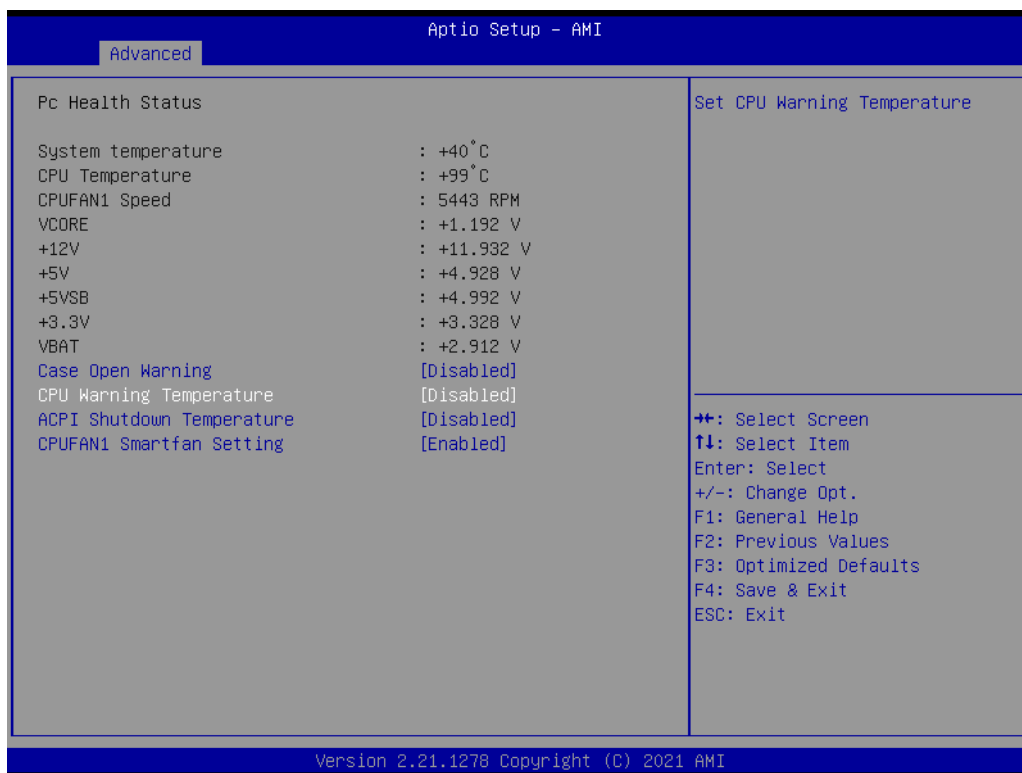 Aptio Setup – AMI
Advanced
Pc Health Status
System temperature : +40°C
CPU Temperature : +99°C
CPUFAN1 Speed : 5443 RPM
VCORE : +1.192 V
+12V : +11.932 V
+5V : +4.928 V
+5VSB : +4.992 V
+3.3V : +3.328 V
VBAT : +2.912 V
Case Open Warning [Disabled]
CPU Warning Temperature [Disabled]
ACPI Shutdown Temperature [Disabled]
CPUFAN1 Smartfan Setting [Enabled]
Set CPU Warning Temperature
→←: Select Screen
↑↓: Select Item
Enter: Select
+/-: Change Opt.
F1: General Help
F2: Previous Values
F3: Optimized Defaults
F4: Save & Exit
ESC: Exit
Version 2.21.1278 Copyright (C) 2021 AMI